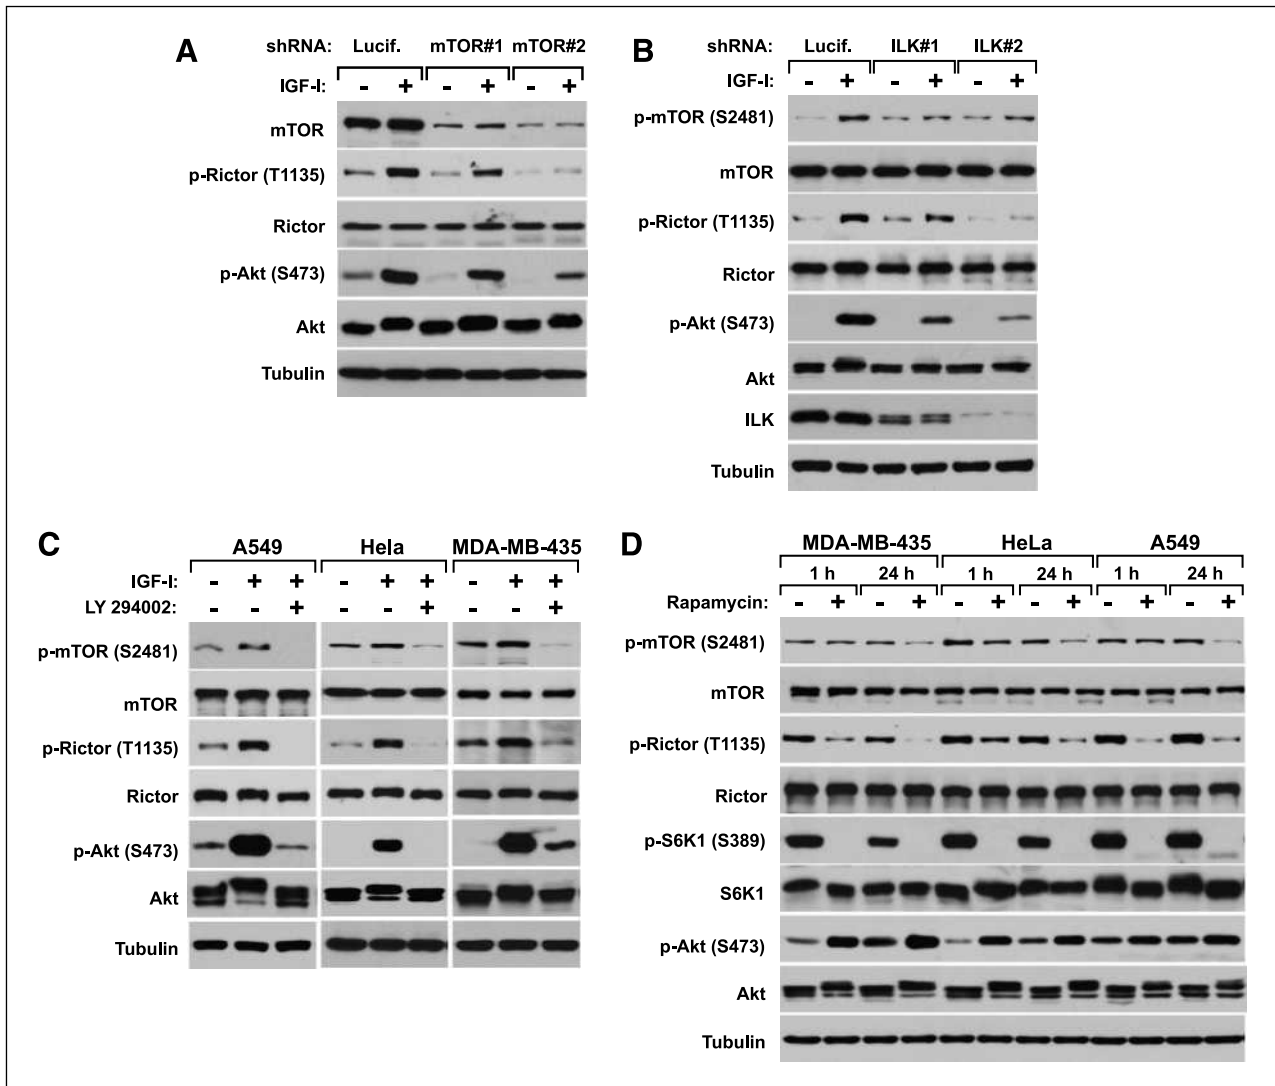 A
shRNA: Lucif. mTOR#1 mTOR#2
IGF-I: - + - + - +
mTOR
p-Rictor (T1135)
Rictor
p-Akt (S473)
Akt
Tubulin
B
shRNA: Lucif. ILK#1 ILK#2
IGF-I: - + - + - +
p-mTOR (S2481)
mTOR
p-Rictor (T1135)
Rictor
p-Akt (S473)
Akt
ILK
Tubulin
C
A549 Hela MDA-MB-435
IGF-I: - + + - + + - + +
LY 294002: - - + - - + - - +
p-mTOR (S2481)
mTOR
p-Rictor (T1135)
Rictor
p-Akt (S473)
Akt
Tubulin
D
MDA-MB-435 HeLa A549
1 h 24 h 1 h 24 h 1 h 24 h
Rapamycin: - + - + - + - + - + - +
p-mTOR (S2481)
mTOR
p-Rictor (T1135)
Rictor
p-S6K1 (S389)
S6K1
p-Akt (S473)
Akt
Tubulin